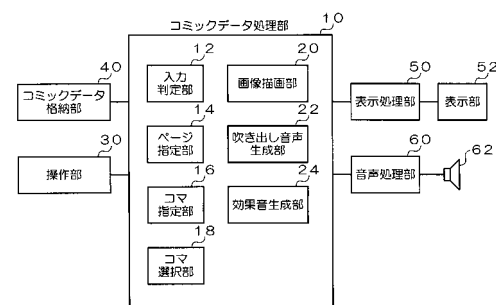 コミックデータ処理部
10
12
入力
判定部
20
画像描画部
40
コミックデータ
格納部
50
表示処理部
52
表示部
14
ページ
指定部
22
吹き出し音声
生成部
30
操作部
60
音声処理部
62
16
コマ
指定部
24
効果音生成部
18
コマ
選択部